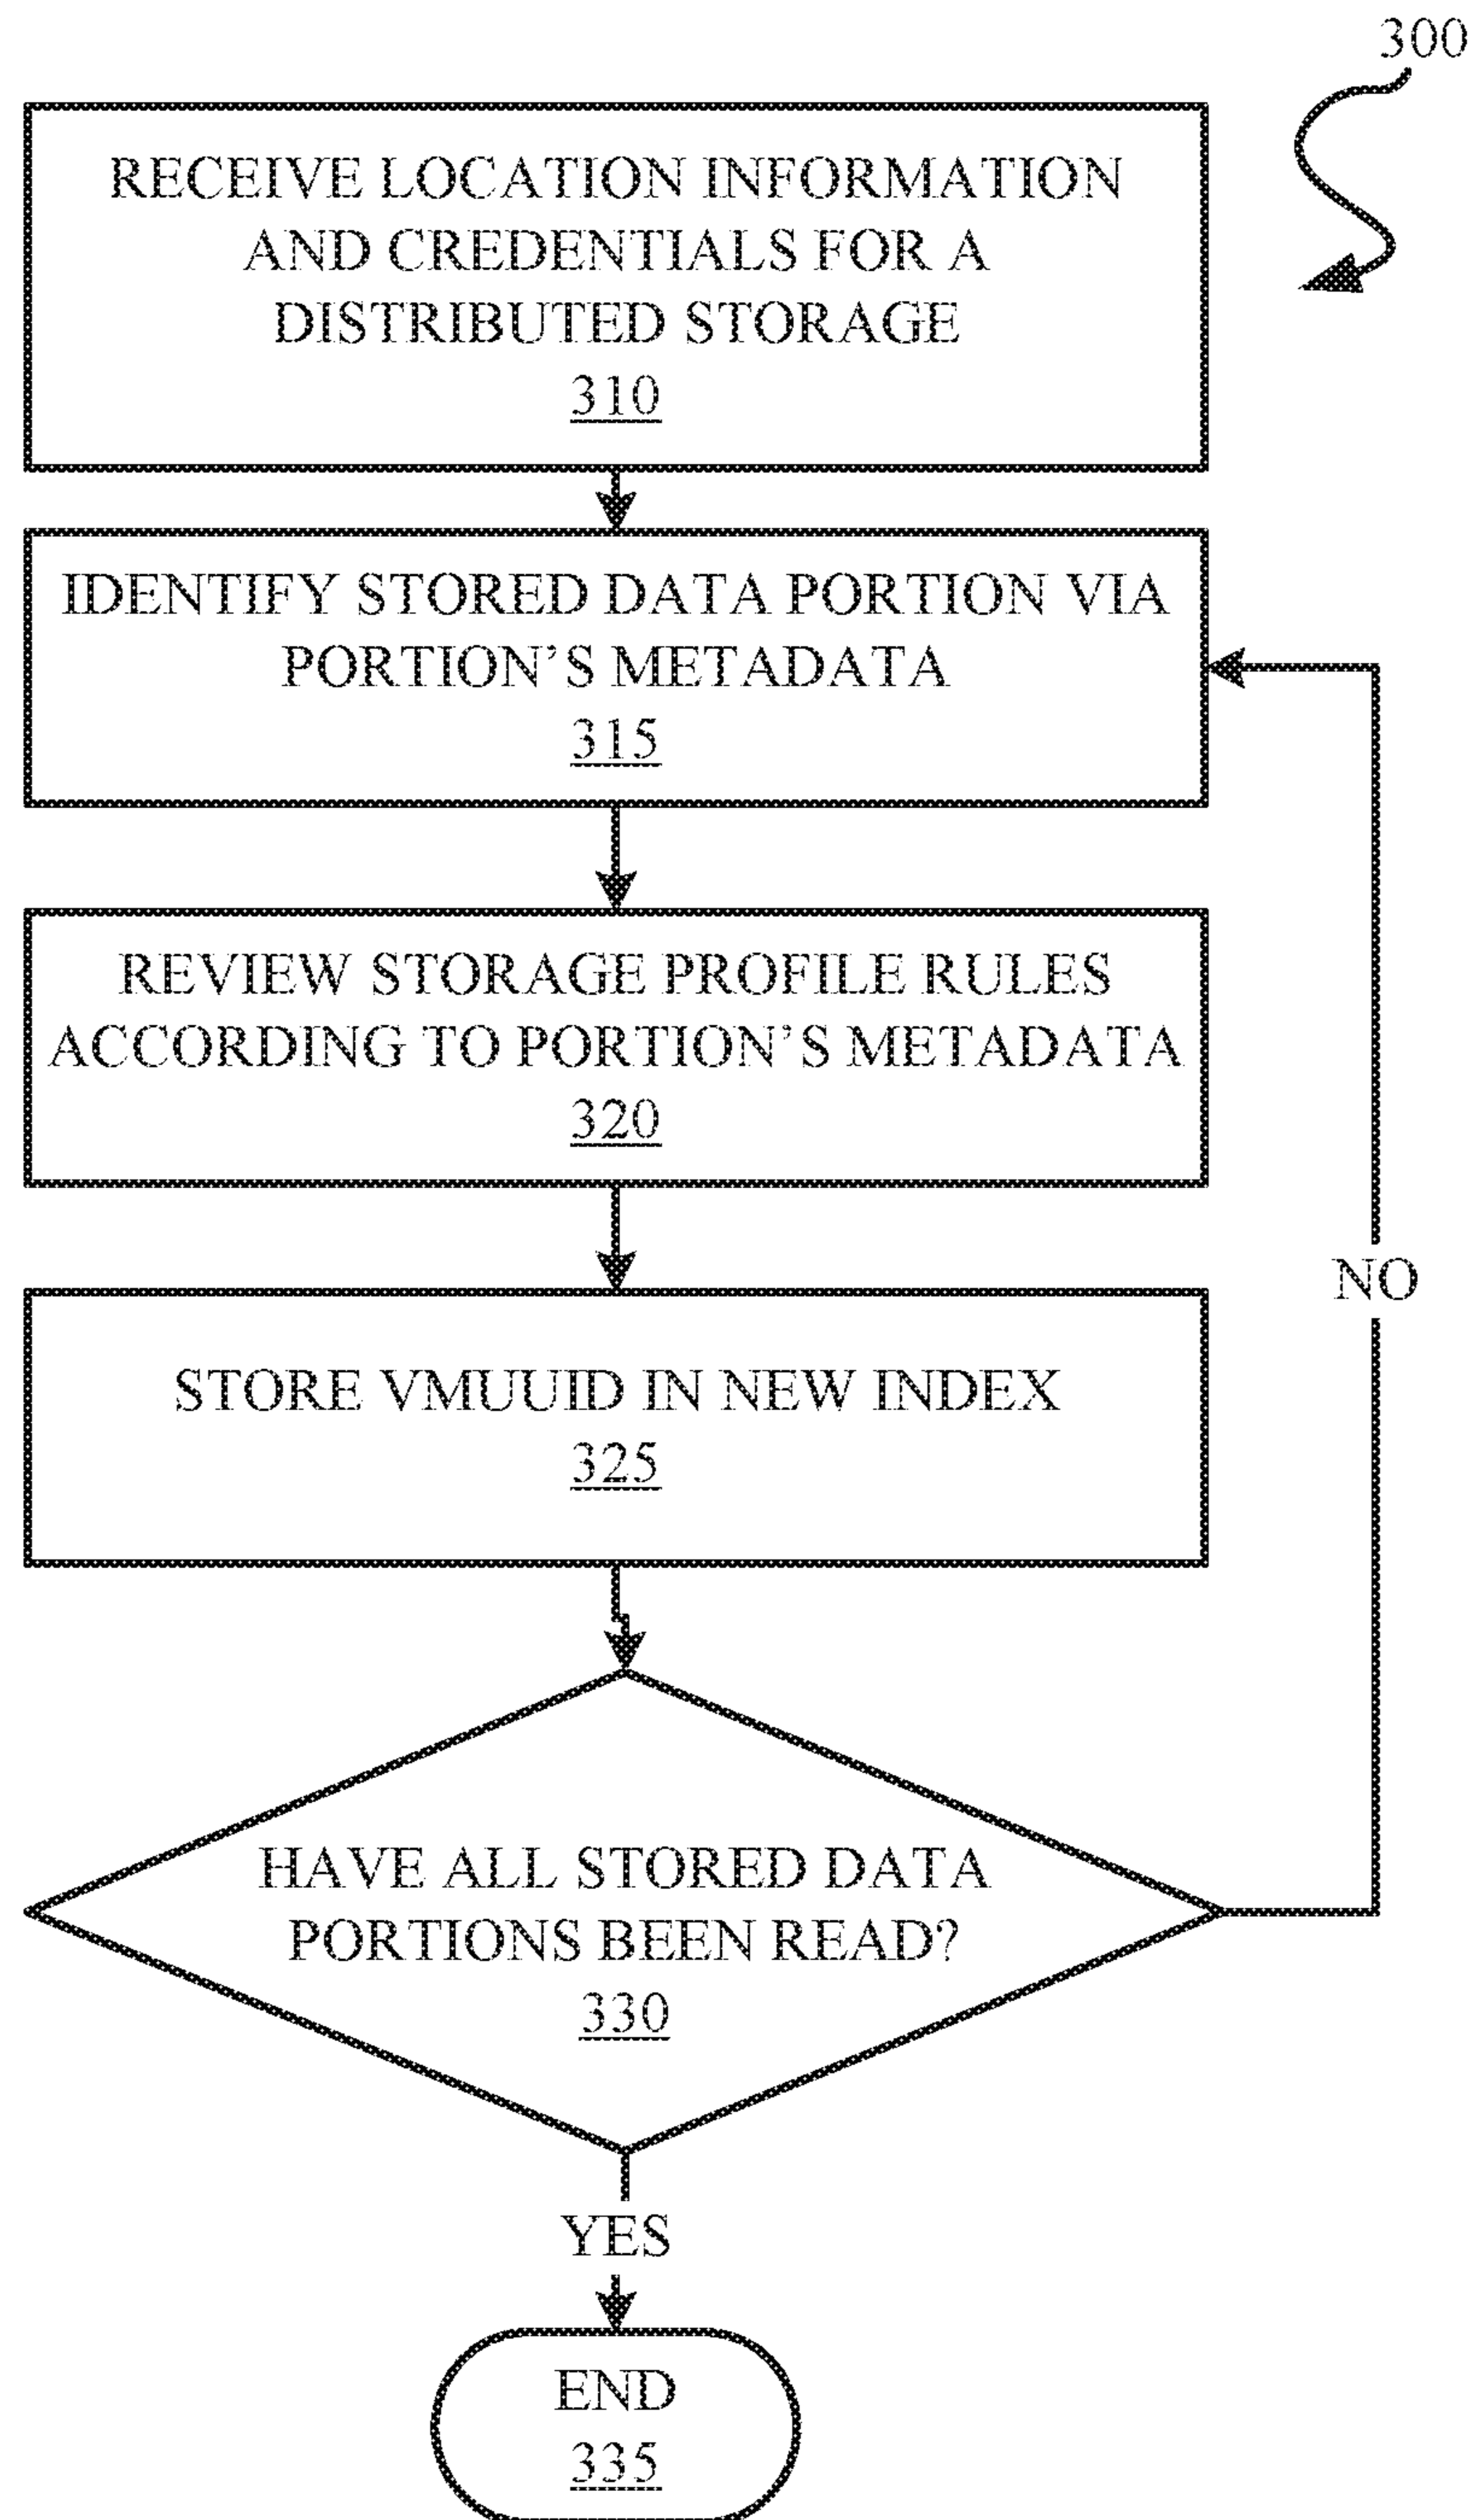 300
RECEIVE LOCATION INFORMATION
AND CREDENTIALS FOR A
DISTRIBUTED STORAGE
310
IDENTIFY STORED DATA PORTION VIA
PORTION'S METADATA
315
REVIEW STORAGE PROFILE RULES
ACCORDING TO PORTION'S METADATA
320
STORE VMUUID IN NEW INDEX
325
HAVE ALL STORED DATA
PORTIONS BEEN READ?
330
NO
YES
END
335